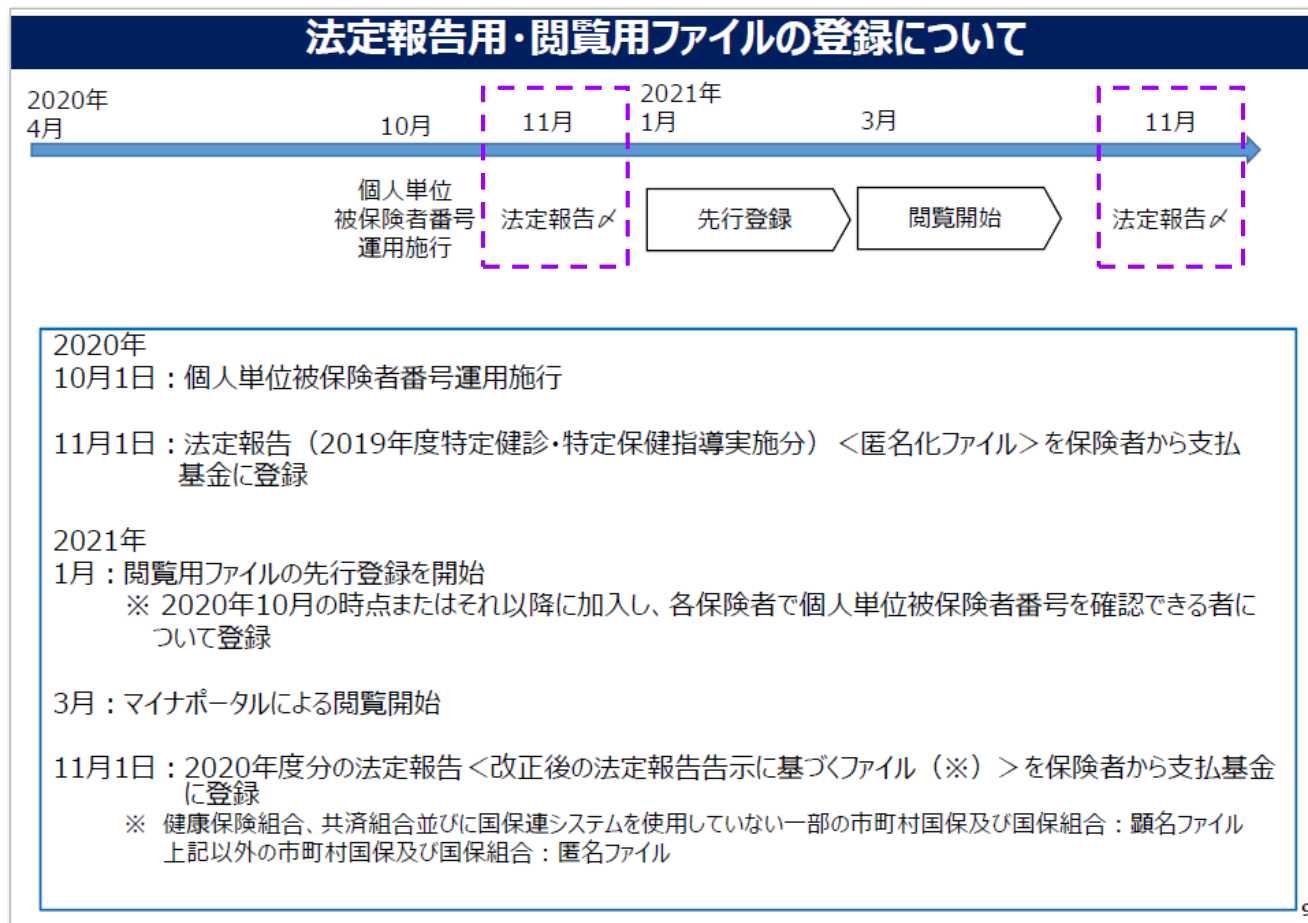 法定報告用・閲覧用ファイルの登録について
2020年
4月
10月
11月
2021年
1月
3月
11月
個人単位
被保険者番号
運用施行
法定報告〆
先行登録
閲覧開始
法定報告〆
2020年
10月1日：個人単位被保険者番号運用施行
11月1日：法定報告（2019年度特定健診・特定保健指導実施分）＜匿名化ファイル＞を保険者から支払
基金に登録
2021年
1月：閲覧用ファイルの先行登録を開始
※ 2020年10月の時点またはそれ以降に加入し、各保険者で個人単位被保険者番号を確認できる者に
ついて登録
3月：マイナポータルによる閲覧開始
11月1日：2020年度分の法定報告＜改正後の法定報告告示に基づくファイル（※）＞を保険者から支払基金
に登録
※ 健康保険組合、共済組合並びに国保連システムを使用していない一部の市町村国保及び国保組合：顕名ファイル
上記以外の市町村国保及び国保組合：匿名ファイル
9